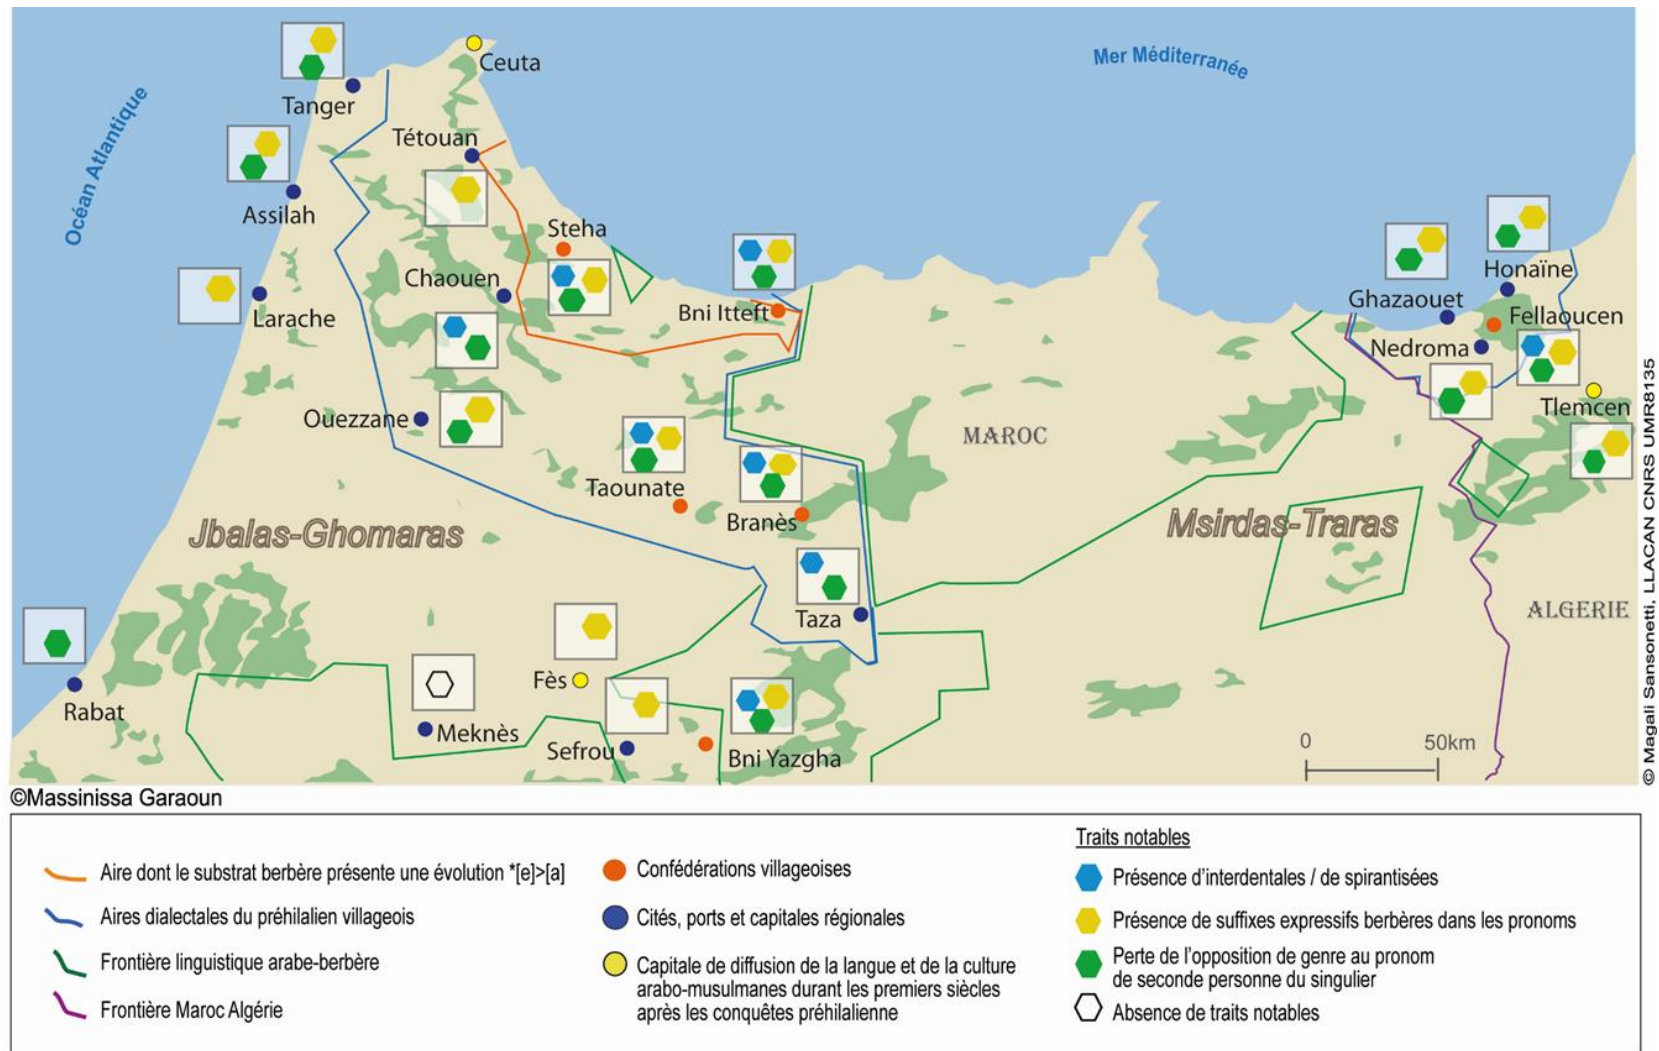 Ceuta
Mer Méditerranée
Océan Atlantique
Tanger
Tétouan
Assilah
Steha
Chaouen
Larache
Bni Itteft
Honaïne
Ghazaouet
Fellaoucen
Nedroma
Tlemcen
Ouezzane
MAROC
Taounate
Branès
Jbalas-Ghomaras
Msirdas-Traras
Taza
ALGERIE
Fès
Rabat
Meknès
Sefrou
Bni Yazgha
0 50km
© Magali Sansonetti, LLACAN CNRS UMR8135
©Massinissa Garaoun
Aire dont le substrat berbère présente une évolution *[e]>[a]
Aires dialectales du préhilalien villageois
Frontière linguistique arabe-berbère
Frontière Maroc Algérie
Confédérations villageoises
Cités, ports et capitales régionales
Capitale de diffusion de la langue et de la culture
arabo-musulmanes durant les premiers siècles
après les conquêtes préhilalienne
Traits notables
Présence d'interdentales / de spirantisées
Présence de suffixes expressifs berbères dans les pronoms
Perte de l'opposition de genre au pronom
de seconde personne du singulier
Absence de traits notables